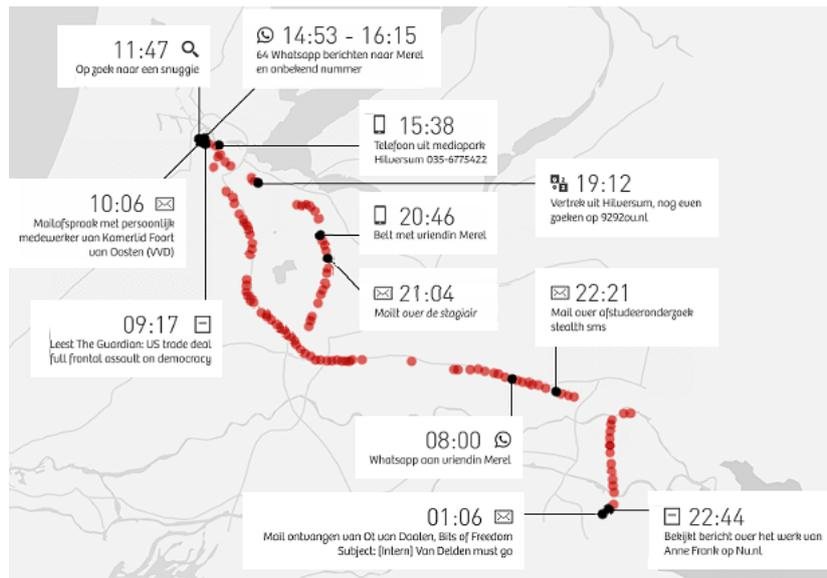 11:47
Op zoek naar een snuggie
14:53 - 16:15
64 Whatsapp berichten naar Merel
en onbekend nummer
15:38
Telefoon uit mediapark
Hilversum 035-6775422
10:06
Mailafspraak met persoonlijk
medewerker van Kamerlid Foort
van Oosten (VVD)
19:12
Vertrek uit Hilversum, nog even
zoeken op 9292ov.nl
20:46
Belt met vriendin Merel
21:04
Mailt over de stagiair
22:21
Mail over afstudeeronderzoek
stealth sms
09:17
Leest The Guardian: US trade deal
full frontal assault on democracy
08:00
Whatsapp aan vriendin Merel
01:06
Mail ontvangen van Ot van Daalen, Bits of Freedom
Subject: [Intern] Van Delden must go
22:44
Bekijkt bericht over het werk van
Anne Frank op Nu.nl